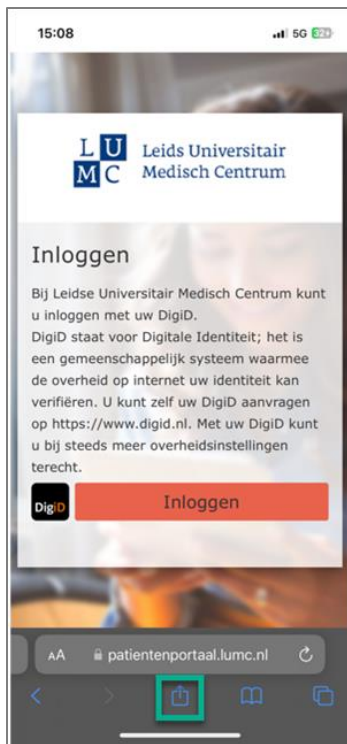 15:08
5G 32
L U Leids Universitair
M C Medisch Centrum
Inloggen
Bij Leidse Universitair Medisch Centrum kunt
u inloggen met uw DigiD.
DigiD staat voor Digitale Identiteit; het is
een gemeenschappelijk systeem waarmee
de overheid op internet uw identiteit kan
verifiëren. U kunt zelf uw DigiD aanvragen
op https://www.digid.nl. Met uw DigiD kunt
u bij steeds meer overheidsinstellingen
terecht.
DigiD Inloggen
AA patientenportaal.lumc.nl